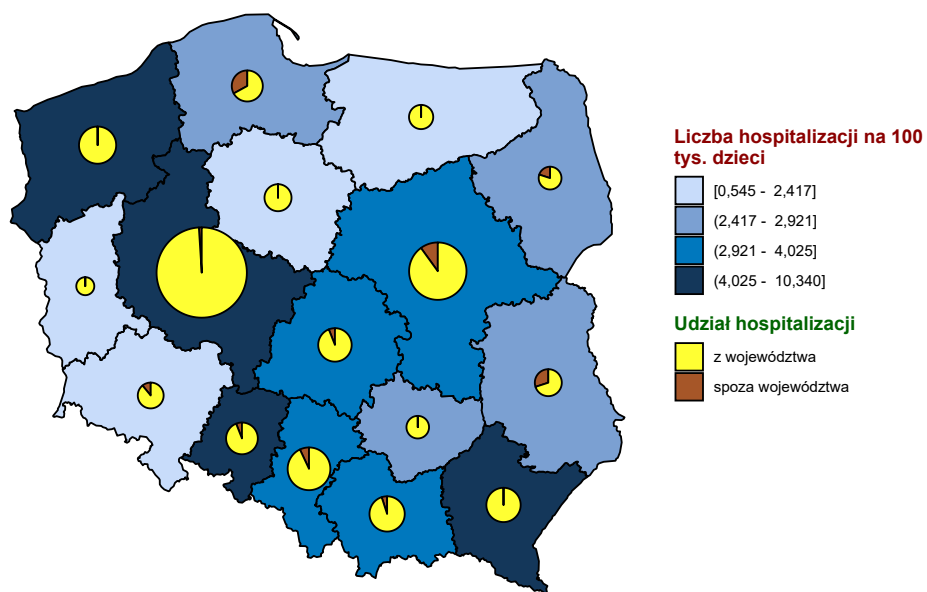 Liczba hospitalizacji na 100
tys. dzieci
[0,545 - 2,417]
(2,417 - 2,921]
(2,921 - 4,025]
(4,025 - 10,340]
Udział hospitalizacji
z województwa
spoza województwa